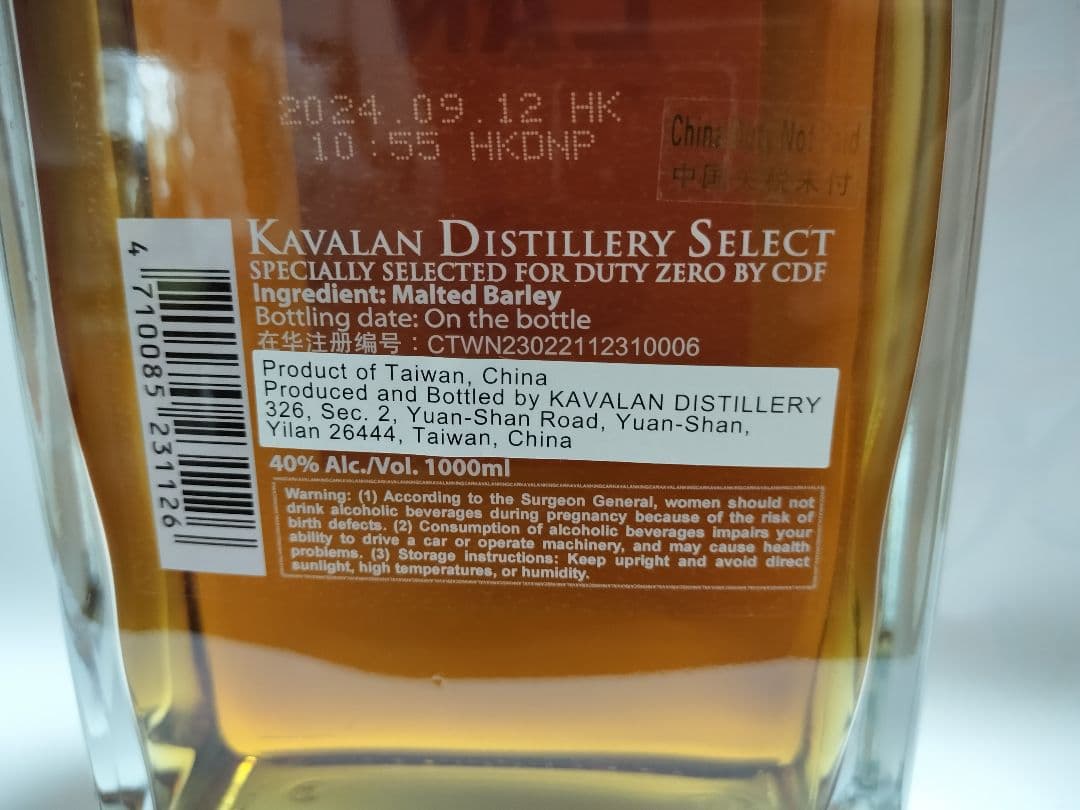 2024.09.12 HK
10:55 HKDNP
China Duty Not
中国关税未付
KAVALAN DISTILLERY SELECT
SPECIALLY SELECTED FOR DUTY ZERO BY CDF
Ingredient: Malted Barley
Bottling date: On the bottle
在华注册编号：CTWN23022112310006
Product of Taiwan, China
Produced and Bottled by KAVALAN DISTILLERY
326, Sec. 2, Yuan-Shan Road, Yuan-Shan,
Yilan 26444, Taiwan, China
40% Alc./Vol. 1000ml
Warning: (1) According to the Surgeon General, women should not
drink alcoholic beverages during pregnancy because of the risk of
birth defects. (2) Consumption of alcoholic beverages impairs your
ability to drive a car or operate machinery, and may cause health
problems. (3) Storage instructions: Keep upright and avoid direct
sunlight, high temperatures, or humidity.
4 710085 231126